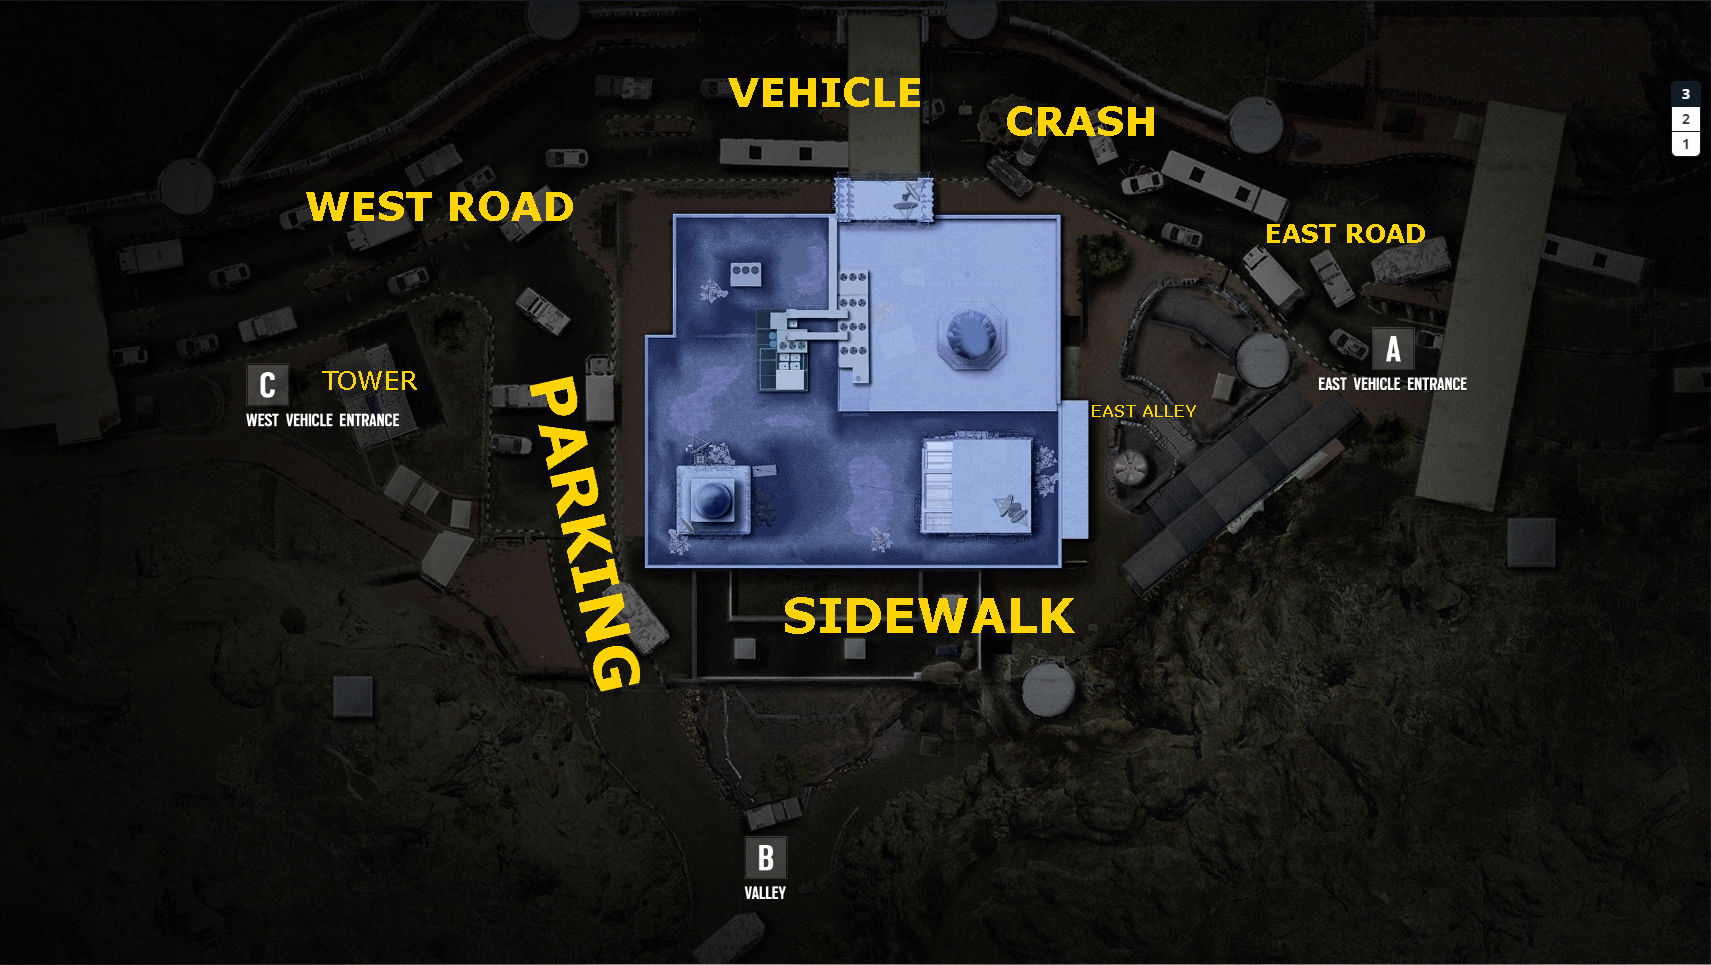 VEHICLE
CRASH
3
2
1
WEST ROAD
EAST ROAD
A
EAST VEHICLE ENTRANCE
C
TOWER
WEST VEHICLE ENTRANCE
EAST ALLEY
PARKING
SIDEWALK
B
VALLEY